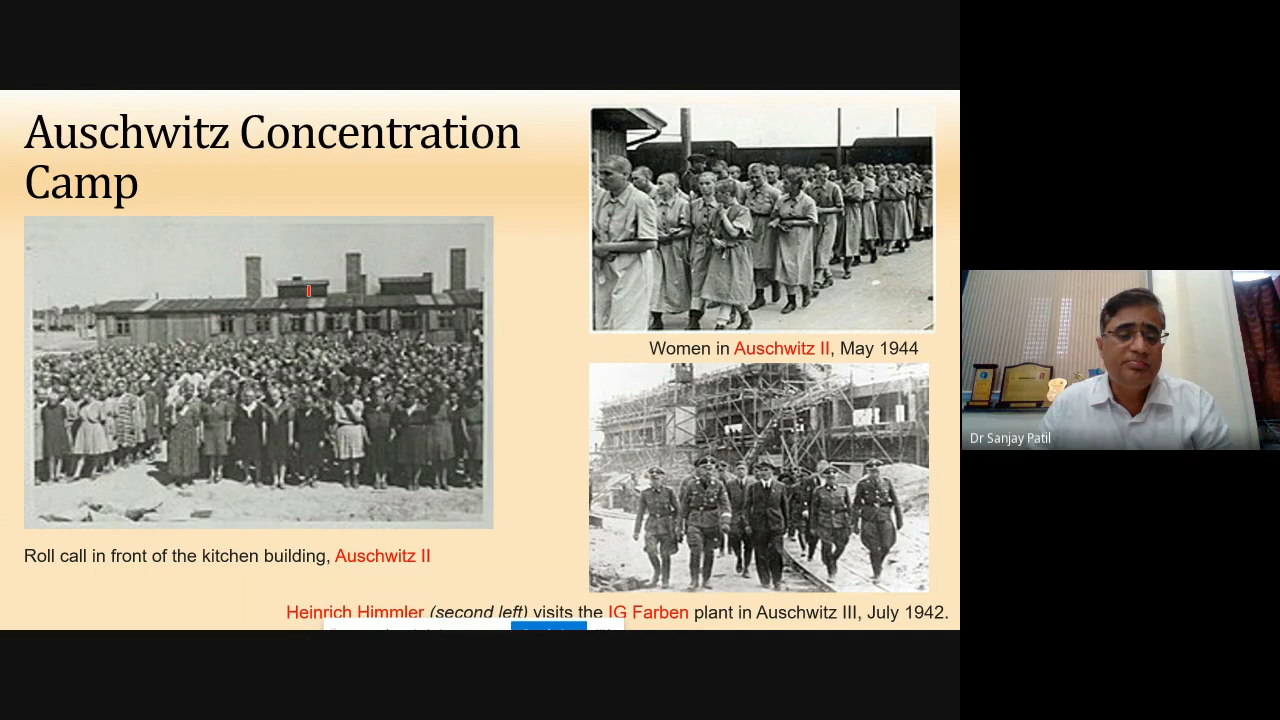 Auschwitz Concentration
Camp
Women in Auschwitz II, May 1944
Roll call in front of the kitchen building, Auschwitz II
Heinrich Himmler (second left) visits the IG Farben plant in Auschwitz III, July 1942.
Dr Sanjay Patil